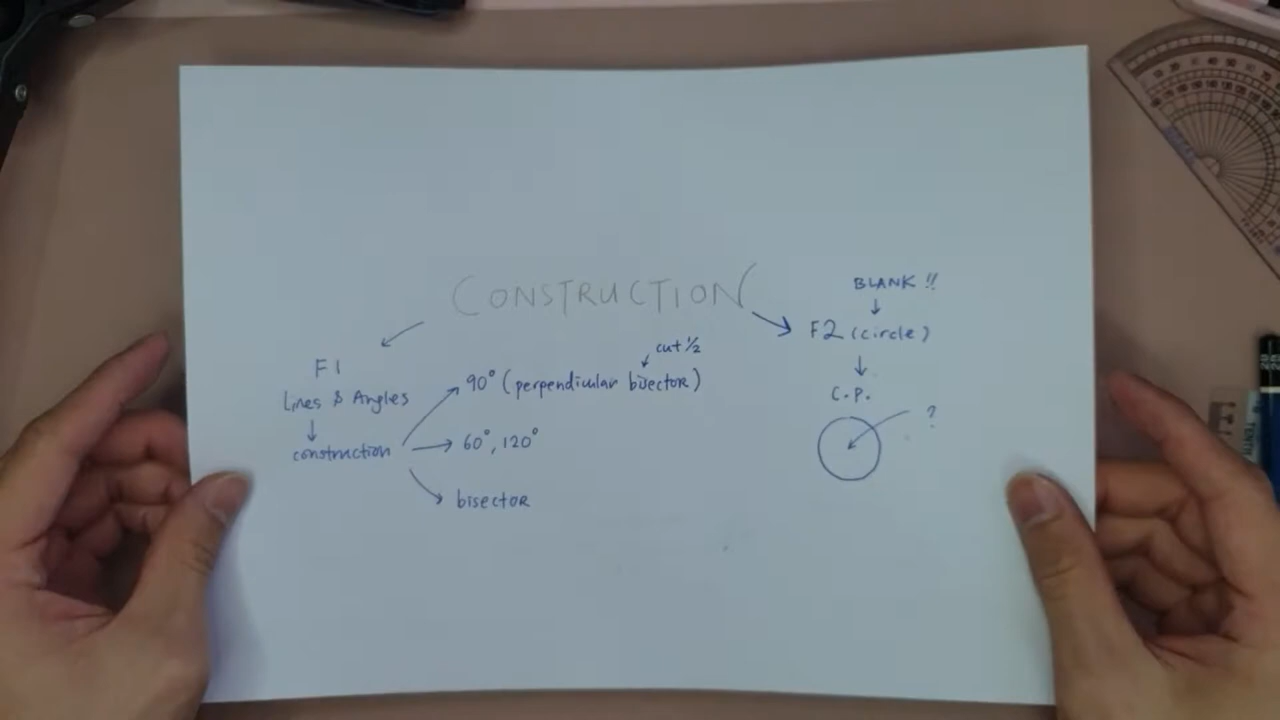 CONSTRUCTION
F1
Lines & Angles
↓
construction
cut 1/2
90° (perpendicular bisector)
60°, 120°
bisector
BLANK !!
↓
F2 (circle)
↓
C.P.
?